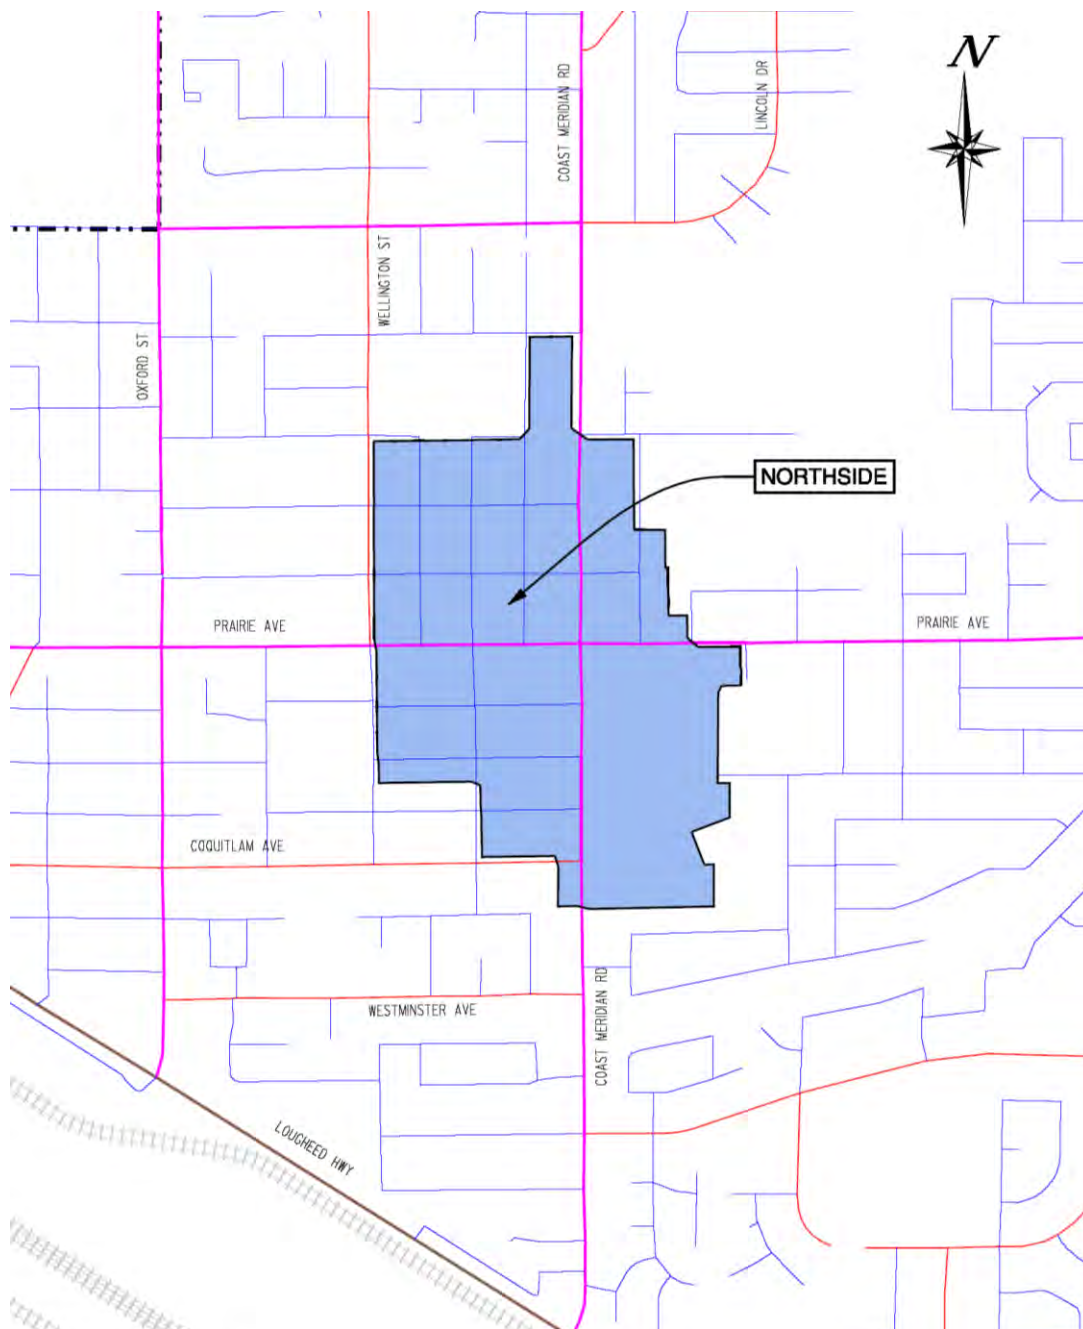 N
COAST MERIDIAN RD
LINCOLN DR
WELLINGTON ST
OXFORD ST
NORTHSIDE
PRAIRIE AVE
PRAIRIE AVE
COQUITLAM AVE
WESTMINSTER AVE
COAST MERIDIAN RD
LOUGHEED HWY